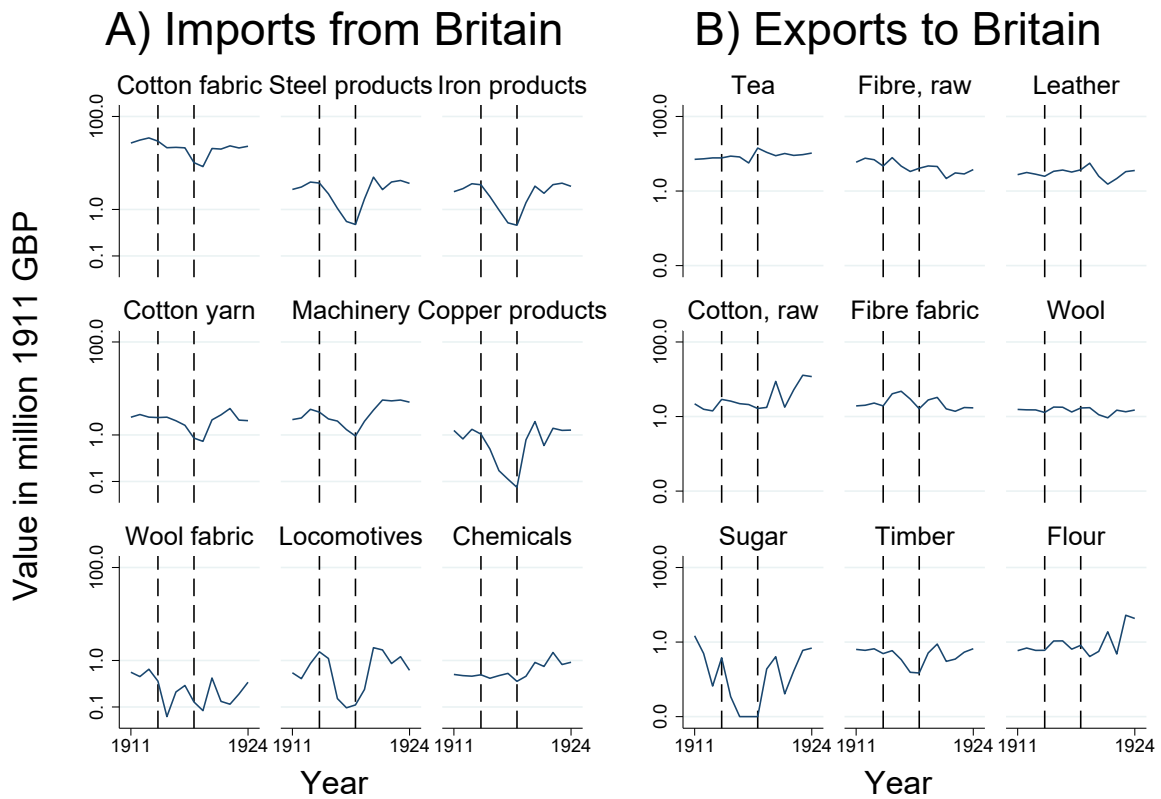 A) Imports from Britain
B) Exports to Britain
Value in million 1911 GBP
Cotton fabric Steel products Iron products
100.0
1.0
0.1
Cotton yarn Machinery Copper products
100.0
1.0
0.1
Wool fabric Locomotives Chemicals
100.0
1.0
0.1
1911 1924 1911 1924 1911 1924
Year
Tea Fibre, raw Leather
100.0
1.0
0.0
Cotton, raw Fibre fabric Wool
100.0
1.0
0.0
Sugar Timber Flour
100.0
1.0
0.0
1911 1924 1911 1924 1911 1924
Year